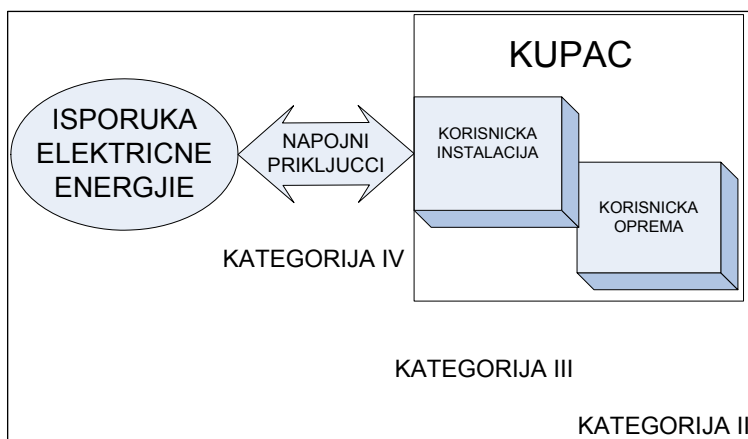 KUPAC
ISPORUKA
ELEKTRICNE
ENERGJIE
NAPOJNI
PRIKLJUCCI
KORISNICKA
INSTALACIJA
KORISNICKA
OPREMA
KATEGORIJA IV
KATEGORIJA III
KATEGORIJA II